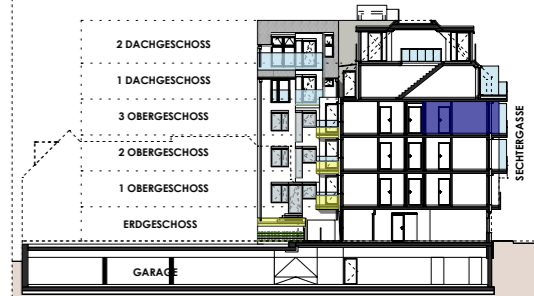 2 DACHGESCHOSS
1 DACHGESCHOSS
3 OBERGESCHOSS
2 OBERGESCHOSS
1 OBERGESCHOSS
ERDGESCHOSS
GARAGE
SECHTERGASSE